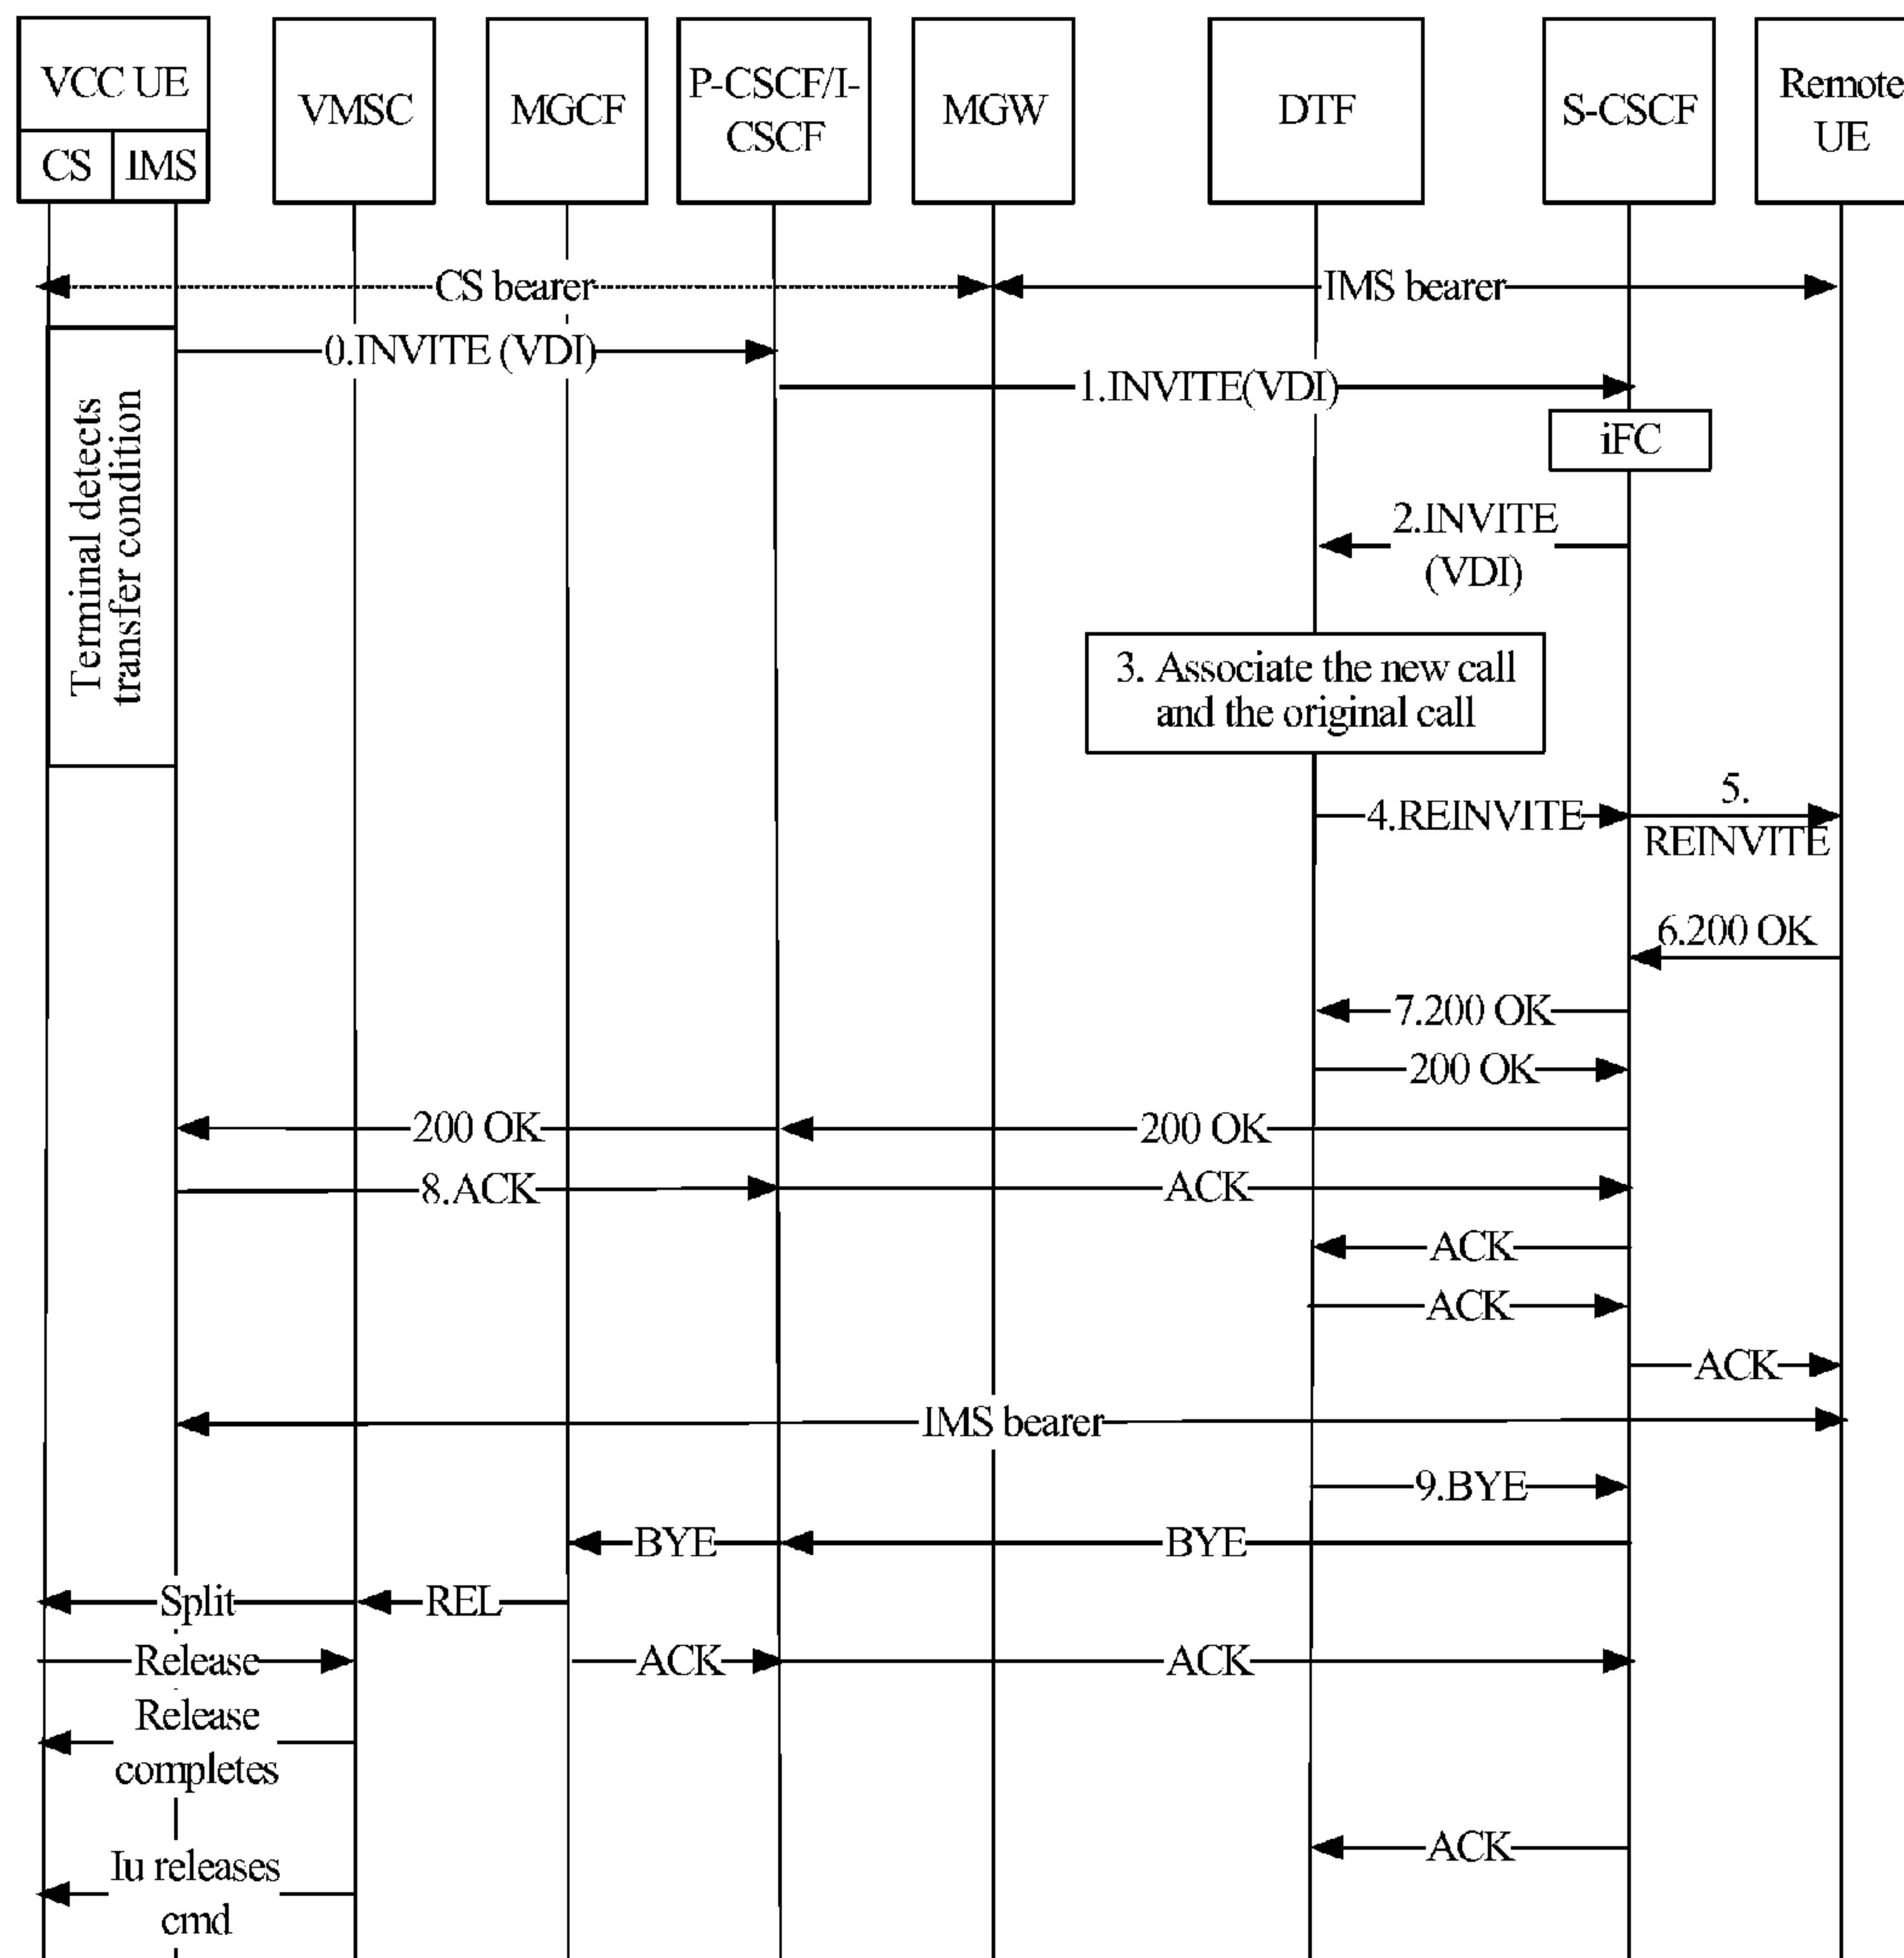 VCC UE
CS
IMS
VMSC
MGCF
P-CSCF/I-
CSCF
MGW
DTF
S-CSCF
Remote
UE
CS bearer
IMS bearer
Terminal detects
transfer condition
0.INVITE (VDI)
1.INVITE(VDI)
iFC
2.INVITE
(VDI)
3. Associate the new call
and the original call
4.REINVITE
5.
REINVITE
6.200 OK
7.200 OK
200 OK
200 OK
200 OK
8.ACK
ACK
ACK
ACK
ACK
IMS bearer
9.BYE
BYE
BYE
Split
REL
Release
ACK
ACK
Release
completes
ACK
Iu releases
cmd